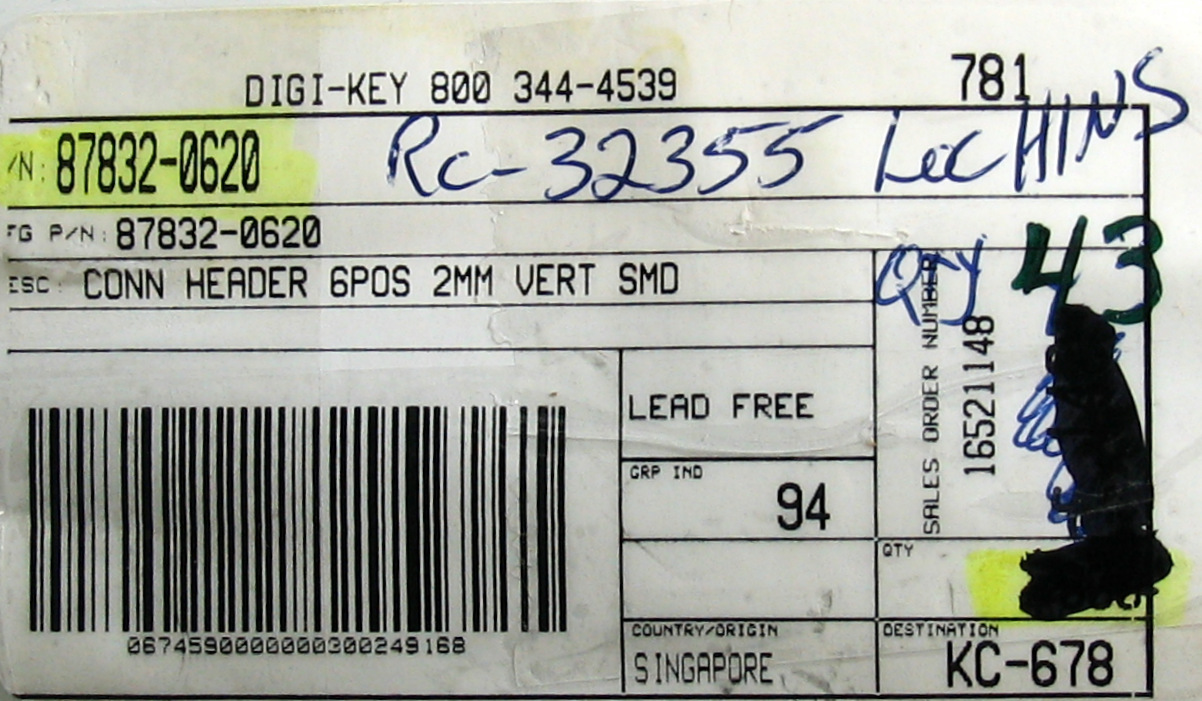 DIGI-KEY 800 344-4539 781
/N: 87832-0620 RC-32355 Loc HINS
TG P/N: 87832-0620
ESC: CONN HEADER 6POS 2MM VERT SMD
QTY 43
SALES ORDER NUMBER
16521148
LEAD FREE
GRP IND
94
QTY
0674590000000300249168
COUNTRY/ORIGIN
SINGAPORE
DESTINATION
KC-678